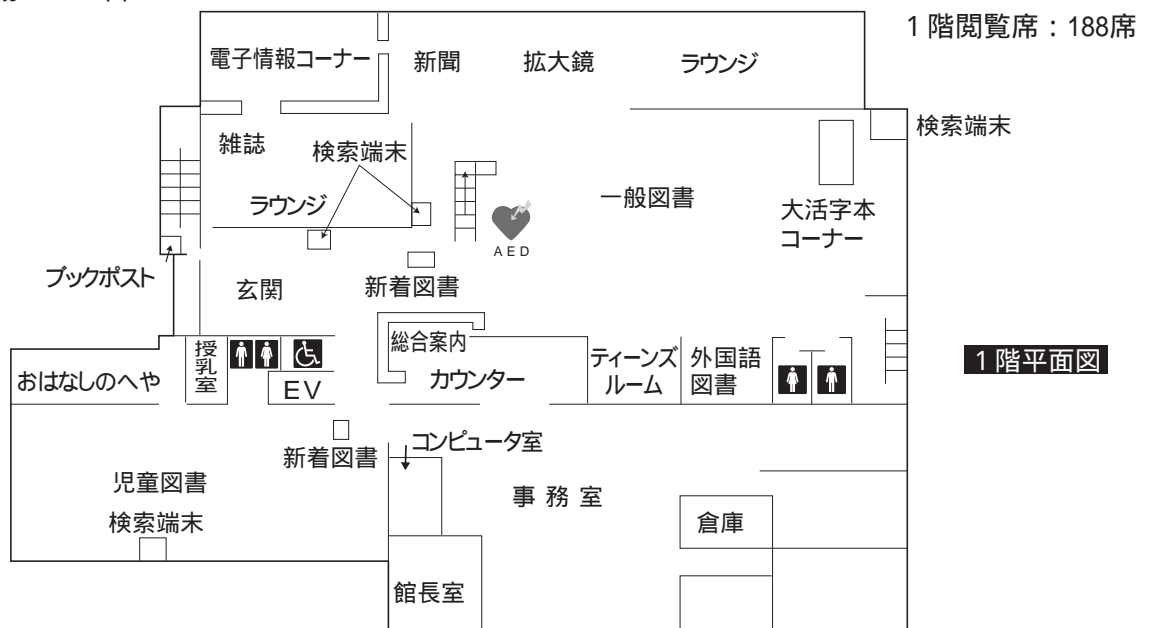 1階閲覧席：188席
電子情報コーナー
新聞
拡大鏡
ラウンジ
検索端末
雑誌
検索端末
ラウンジ
一般図書
大活字本
コーナー
AED
ブックポスト
玄関
新着図書
総合案内
カウンター
授乳室
EV
おはなしのへや
ティーンズ
ルーム
外国語
図書
1階平面図
新着図書
コンピュータ室
児童図書
検索端末
事務室
倉庫
館長室